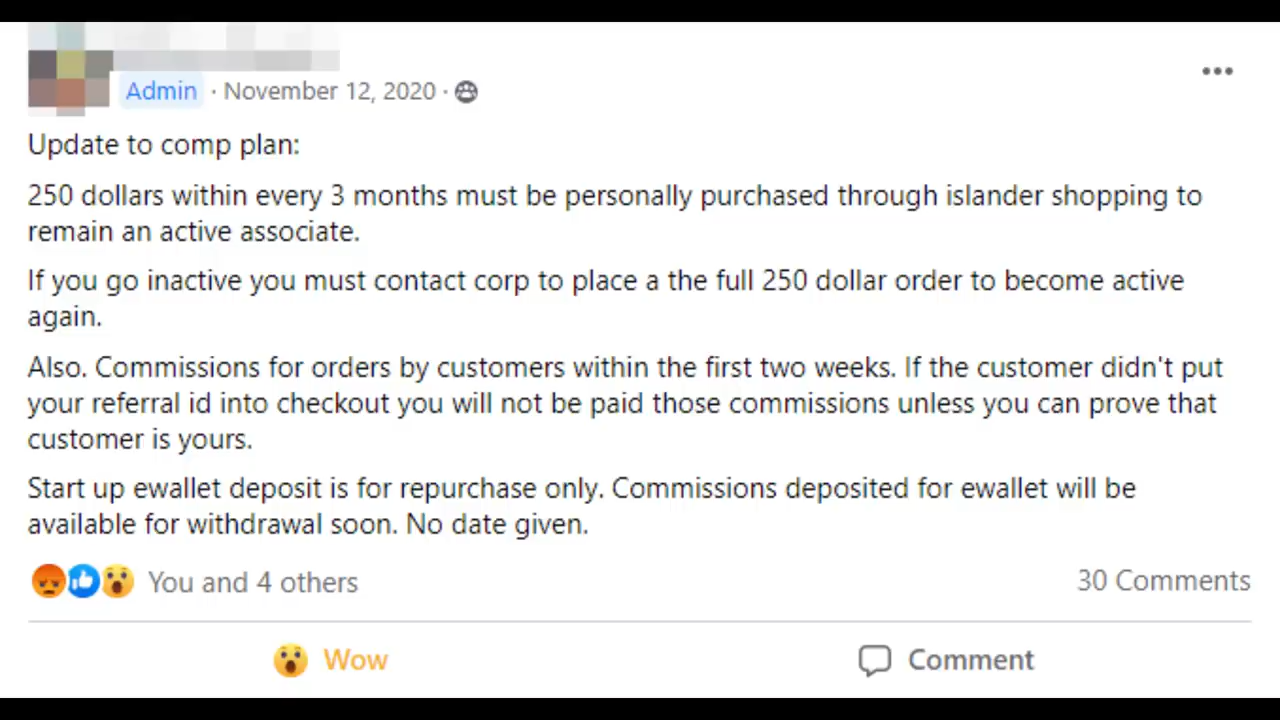 Admin · November 12, 2020 ·
Update to comp plan:
250 dollars within every 3 months must be personally purchased through islander shopping to
remain an active associate.
If you go inactive you must contact corp to place a the full 250 dollar order to become active
again.
Also. Commissions for orders by customers within the first two weeks. If the customer didn't put
your referral id into checkout you will not be paid those commissions unless you can prove that
customer is yours.
Start up ewallet deposit is for repurchase only. Commissions deposited for ewallet will be
available for withdrawal soon. No date given.
You and 4 others
30 Comments
Wow
Comment